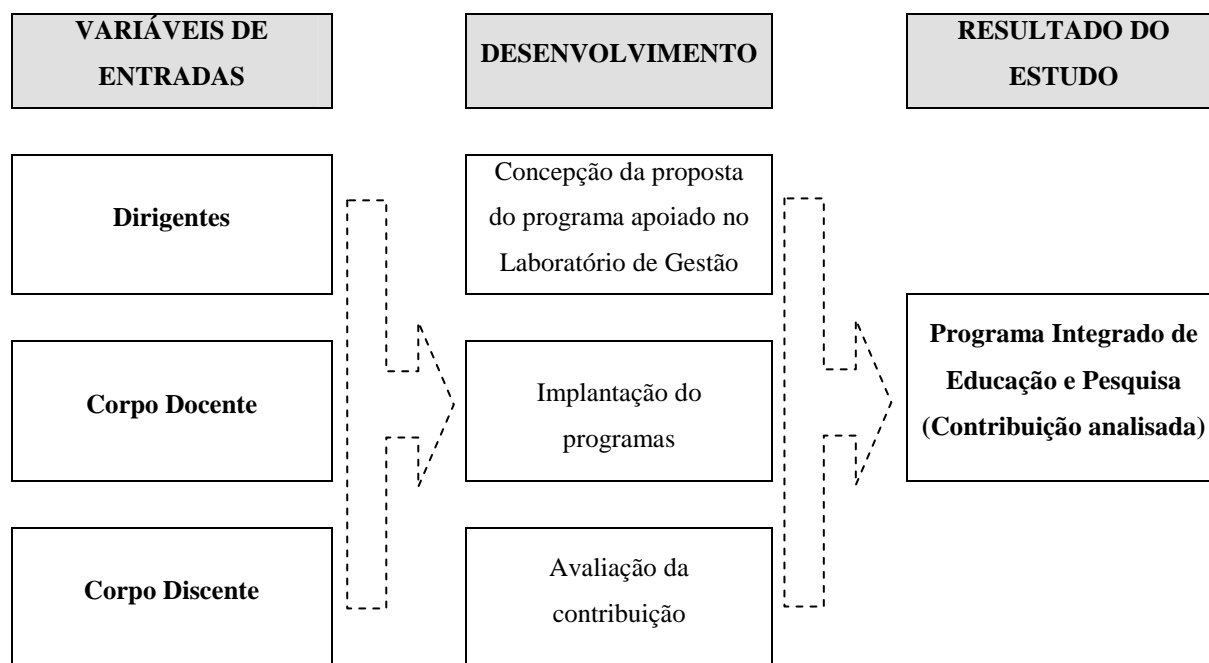 VARIÁVEIS DE
ENTRADAS
DESENVOLVIMENTO
RESULTADO DO
ESTUDO
Dirigentes
Concepção da proposta
do programa apoiado no
Laboratório de Gestão
Corpo Docente
Implantação do
programas
Programa Integrado de
Educação e Pesquisa
(Contribuição analisada)
Corpo Discente
Avaliação da
contribuição